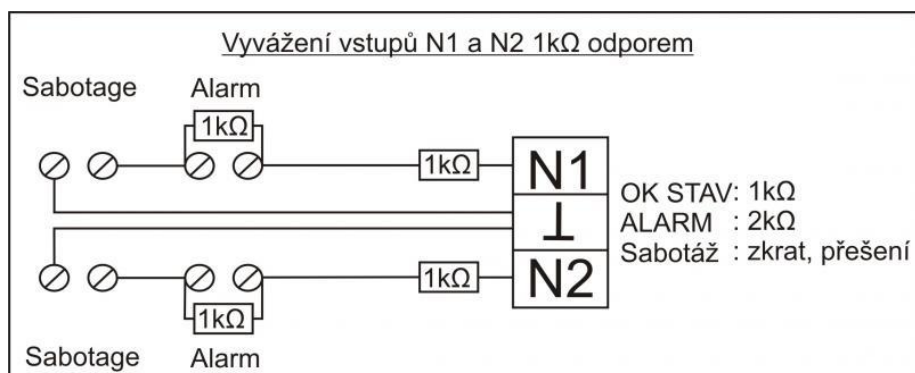 Vyvážení vstupů N1 a N2 1kΩ odporem
Sabotage Alarm
1kΩ
1kΩ N1
OK STAV: 1kΩ
⊥ ALARM : 2kΩ
Sabotáž : zkrat, přešení
1kΩ N2
1kΩ
Sabotage Alarm